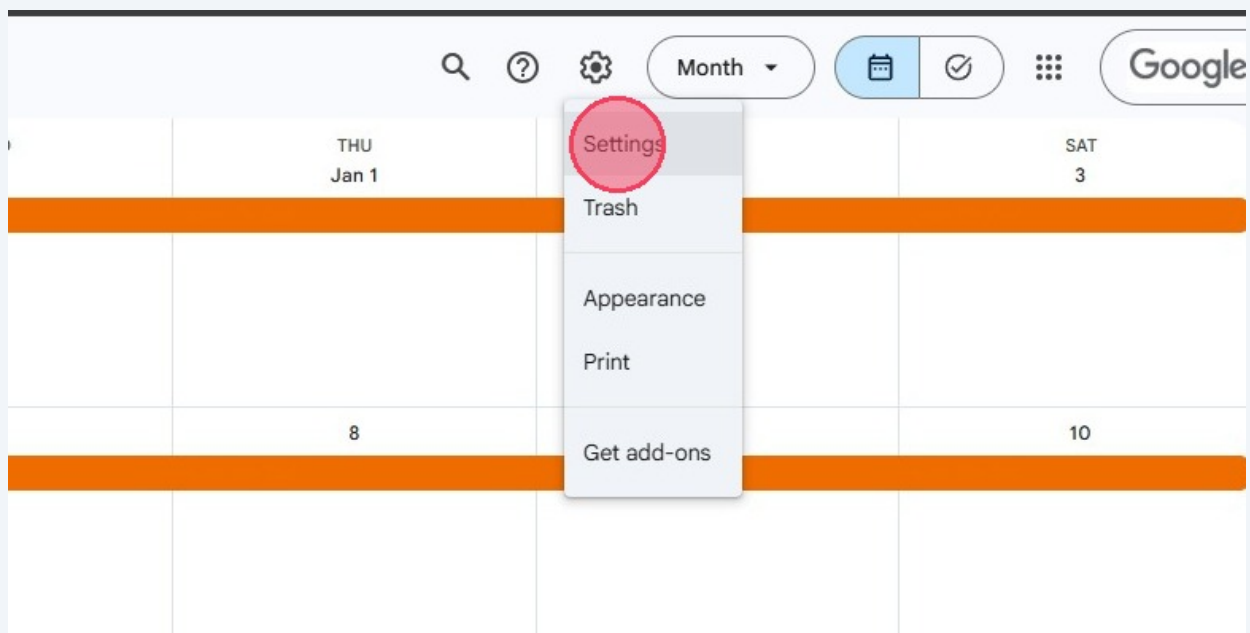 Month
Google
THU
Jan 1
SAT
3
Settings
Trash
Appearance
Print
Get add-ons
8
10